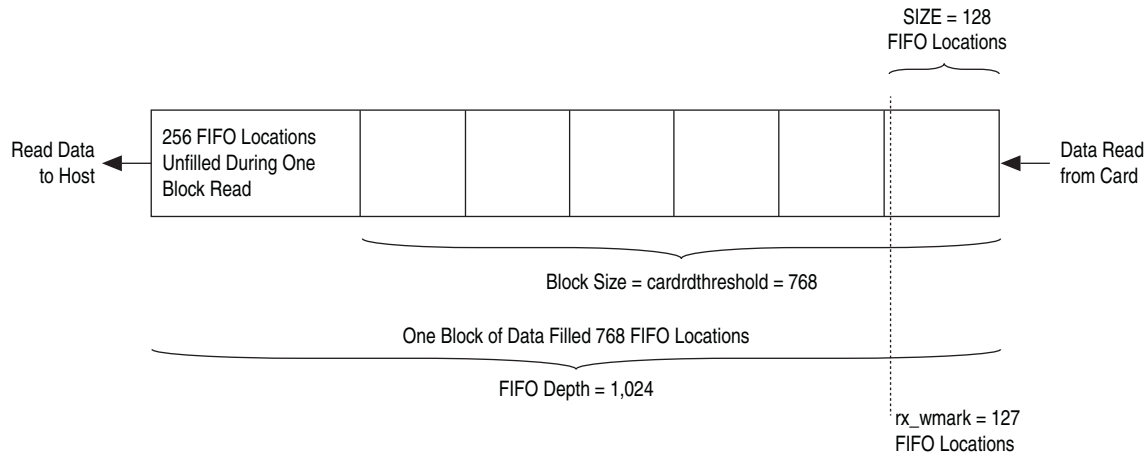 SIZE = 128
FIFO Locations
256 FIFO Locations
Unfilled During One
Block Read
Read Data
to Host
Data Read
from Card
Block Size = cardrdthreshold = 768
One Block of Data Filled 768 FIFO Locations
FIFO Depth = 1,024
rx_wmark = 127
FIFO Locations